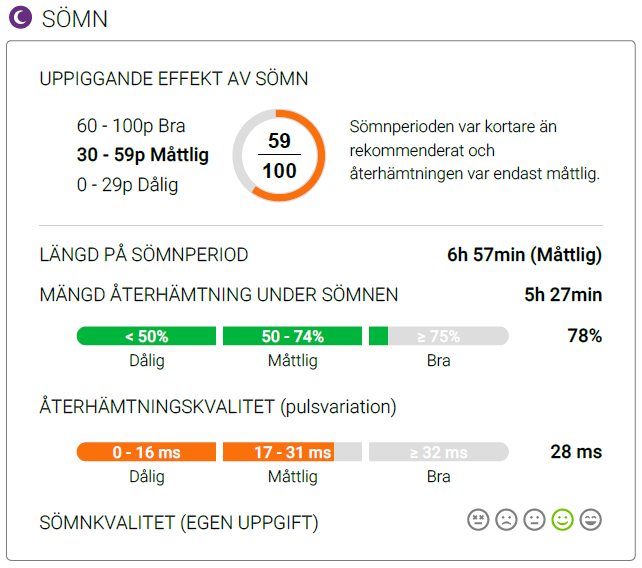 SÖMN
UPPIGGANDE EFFEKT AV SÖMN
60 - 100p Bra
30 - 59p Måttlig
0 - 29p Dålig
59
100
Sömnperioden var kortare än
rekommenderat och
återhämtningen var endast måttlig.
LÄNGD PÅ SÖMNPERIOD 6h 57min (Måttlig)
MÄNGD ÅTERHÄMTNING UNDER SÖMNEN 5h 27min
< 50% 50 - 74% ≥ 75% 78%
Dålig Måttlig Bra
ÅTERHÄMTNINGSKVALITET (pulsvariation)
0 - 16 ms 17 - 31 ms ≥ 32 ms 28 ms
Dålig Måttlig Bra
SÖMNKVALITET (EGEN UPPGIFT)